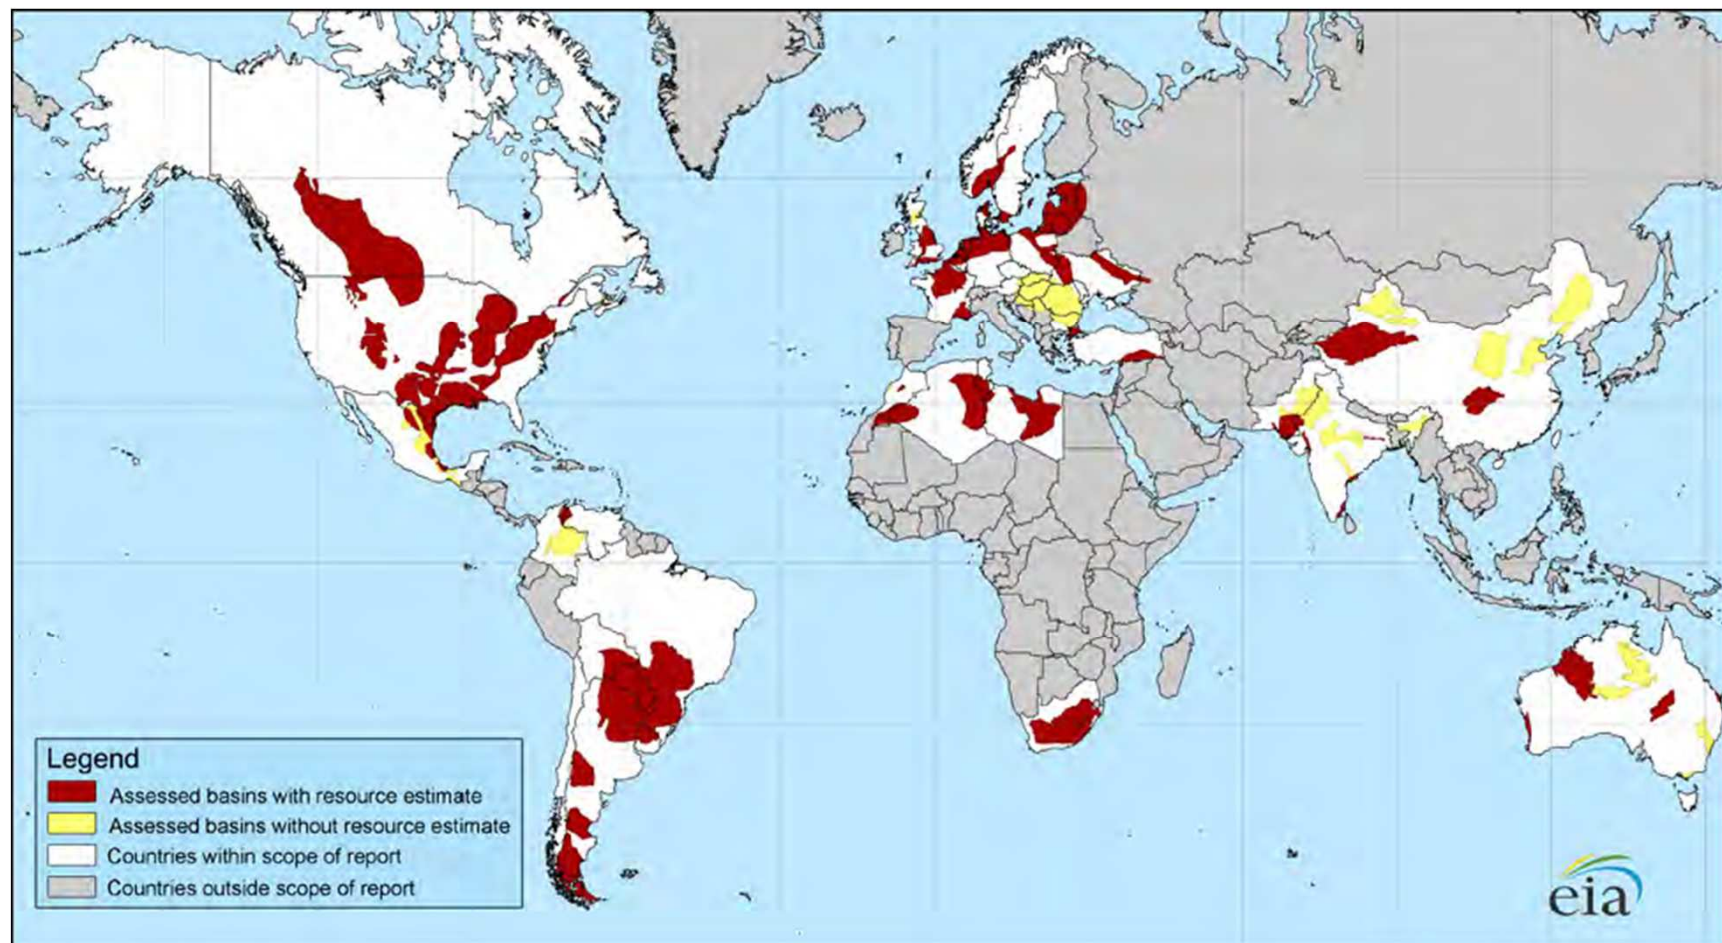 Legend
Assessed basins with resource estimate
Assessed basins without resource estimate
Countries within scope of report
Countries outside scope of report
eia